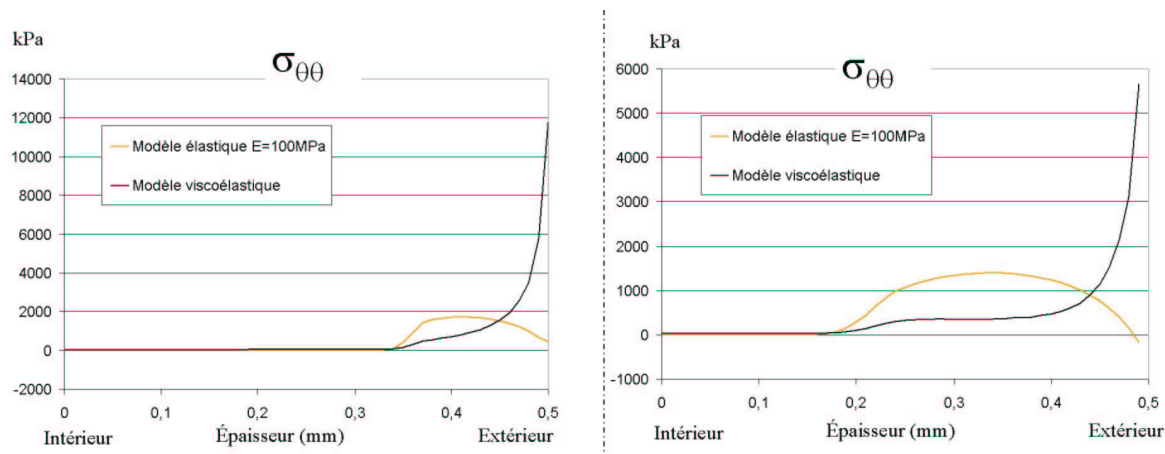 kPa
σθθ
14000
12000
10000
8000
6000
4000
2000
0
-2000
Modèle élastique E=100MPa
Modèle viscoélastique
0 0,1 0,2 0,3 0,4 0,5
Intérieur Épaisseur (mm) Extérieur
kPa
σθθ
6000
5000
4000
3000
2000
1000
0
-1000
Modèle élastique E=100MPa
Modèle viscoélastique
0 0,1 0,2 0,3 0,4 0,5
Intérieur Épaisseur (mm) Extérieur